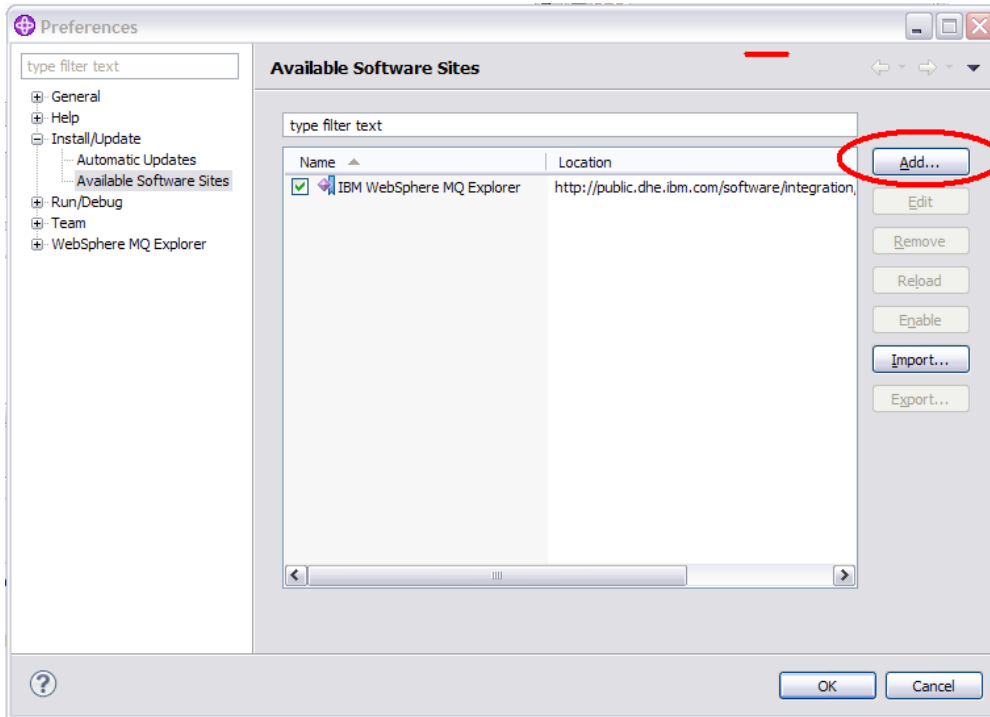 Preferences
type filter text
General
Help
Install/Update
Automatic Updates
Available Software Sites
Run/Debug
Team
WebSphere MQ Explorer
Available Software Sites
type filter text
Name Location
IBM WebSphere MQ Explorer http://public.dhe.ibm.com/software/integration/
Add...
Edit
Remove
Reload
Enable
Import...
Export...
OK Cancel